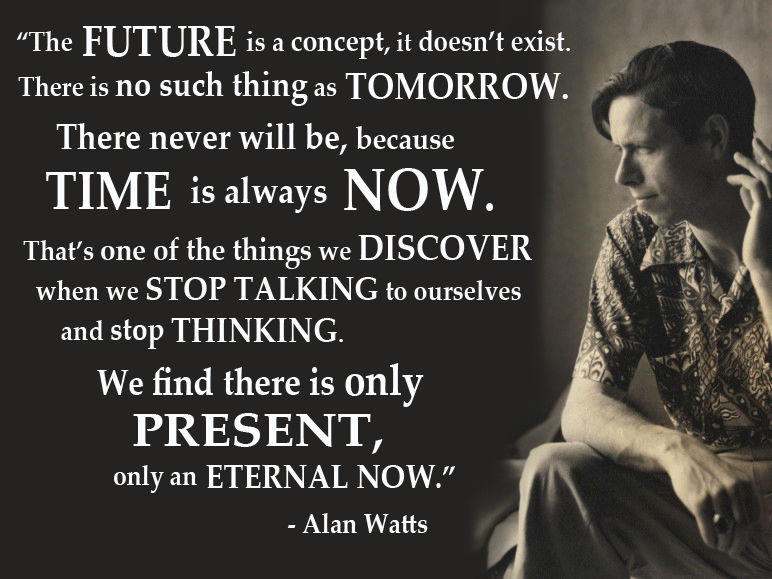 “The FUTURE is a concept, it doesn’t exist.
There is no such thing as TOMORROW.
There never will be, because
TIME is always NOW.
That’s one of the things we DISCOVER
when we STOP TALKING to ourselves
and stop THINKING.
We find there is only
PRESENT,
only an ETERNAL NOW.”
- Alan Watts